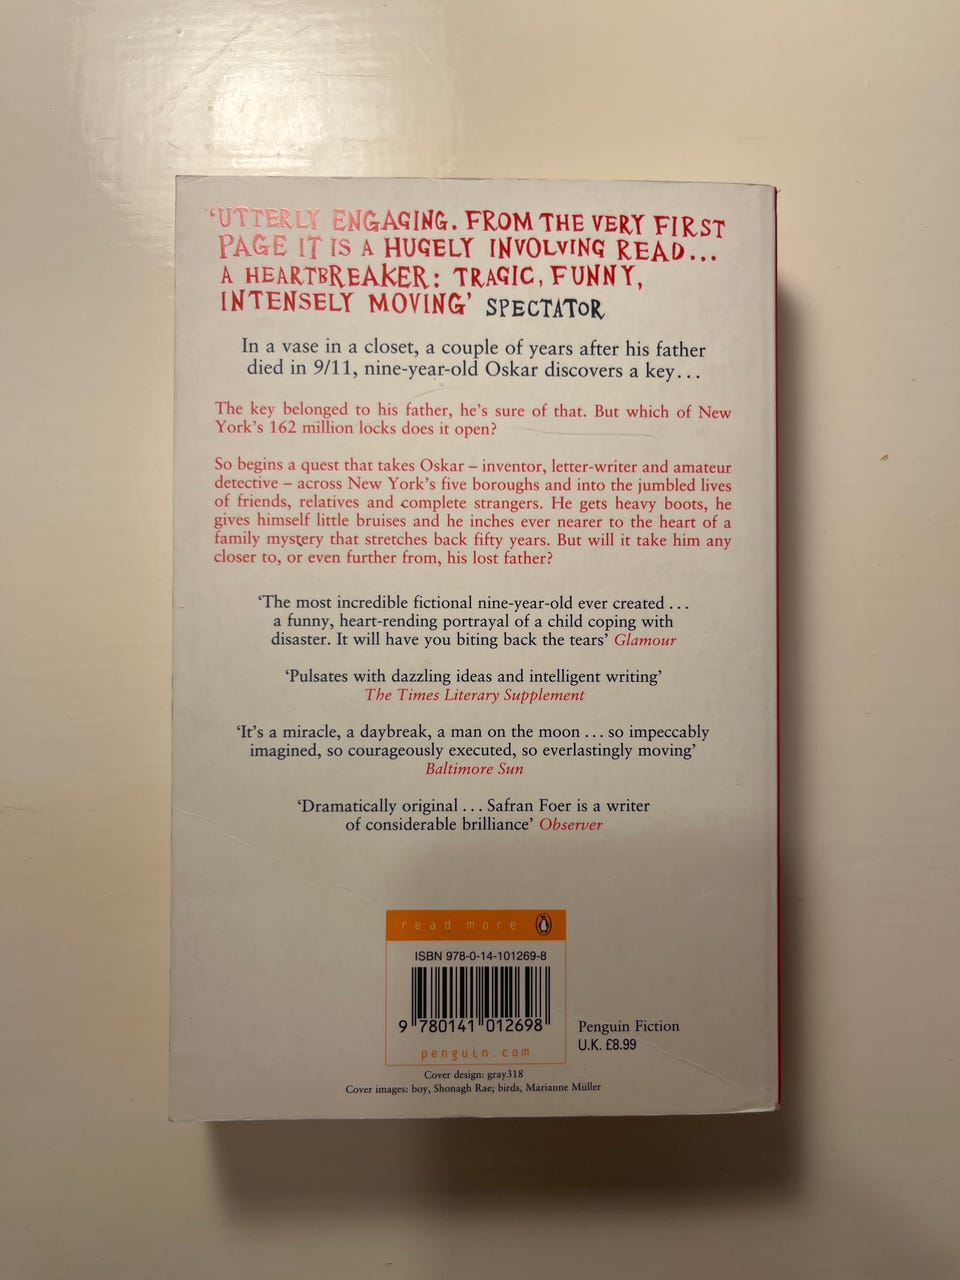 ‘UTTERLY ENGAGING. FROM THE VERY FIRST
PAGE IT IS A HUGELY INVOLVING READ...
A HEARTBREAKER: TRAGIC, FUNNY,
INTENSELY MOVING’ SPECTATOR
In a vase in a closet, a couple of years after his father
died in 9/11, nine-year-old Oskar discovers a key...
The key belonged to his father, he’s sure of that. But which of New
York’s 162 million locks does it open?
So begins a quest that takes Oskar – inventor, letter-writer and amateur
detective – across New York’s five boroughs and into the jumbled lives
of friends, relatives and complete strangers. He gets heavy boots, he
gives himself little bruises and he inches ever nearer to the heart of a
family mystery that stretches back fifty years. But will it take him any
closer to, or even further from, his lost father?
‘The most incredible fictional nine-year-old ever created ...
a funny, heart-rending portrayal of a child coping with
disaster. It will have you biting back the tears’ Glamour
‘Pulsates with dazzling ideas and intelligent writing’
The Times Literary Supplement
‘It’s a miracle, a daybreak, a man on the moon ... so impeccably
imagined, so courageously executed, so everlastingly moving’
Baltimore Sun
‘Dramatically original ... Safran Foer is a writer
of considerable brilliance’ Observer
read more
ISBN 978-0-14-101269-8
9 780141 012698
penguin.com
Penguin Fiction
U.K. £8.99
Cover design: gray318
Cover images: boy, Shonagh Rae; birds, Marianne Müller